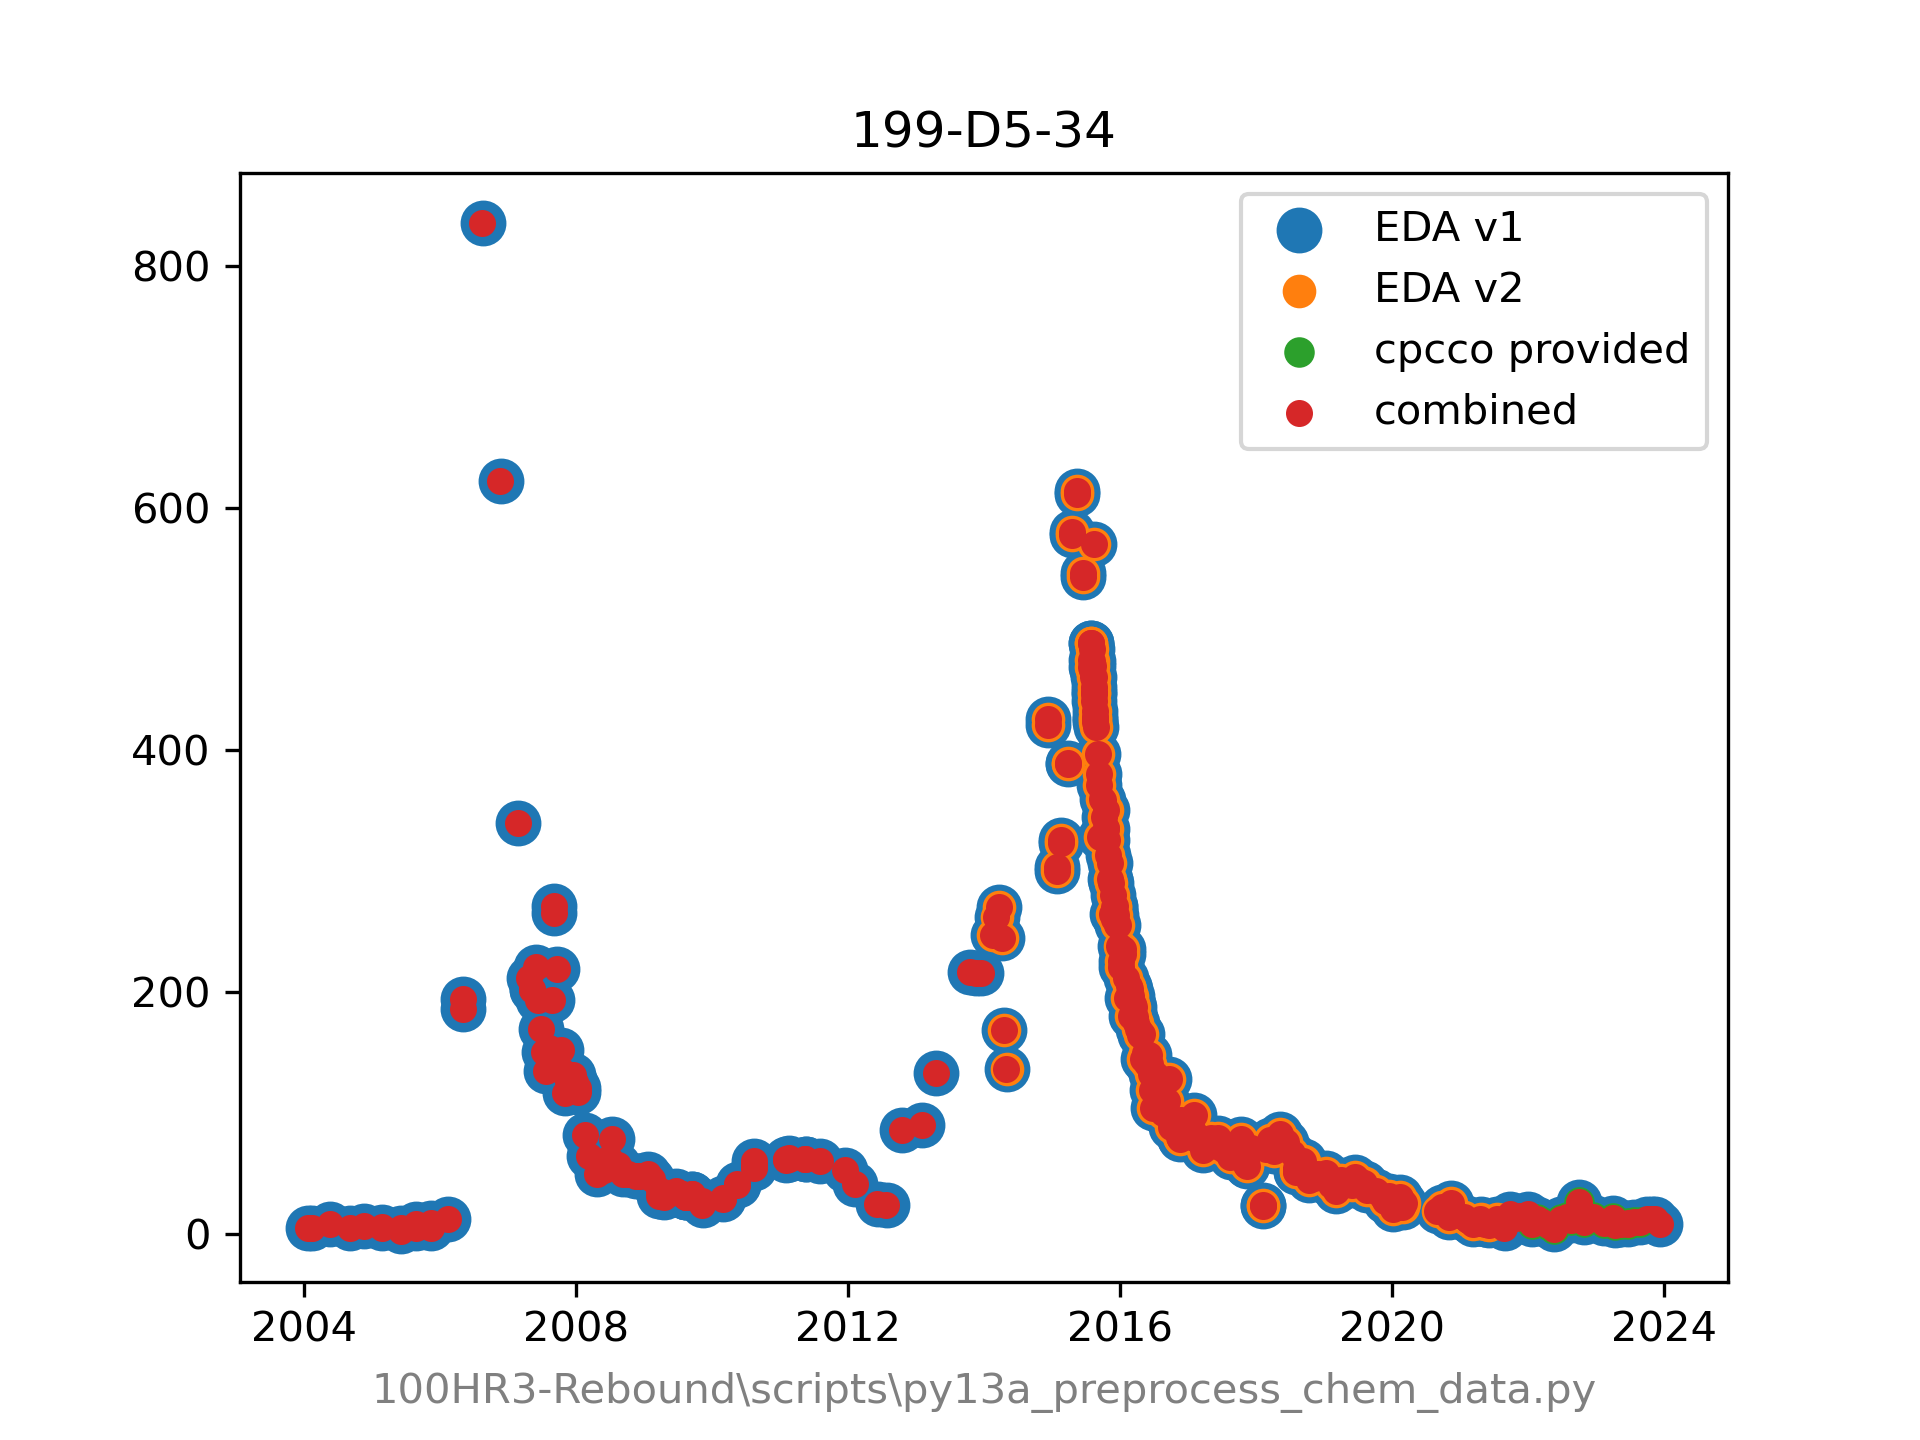 199-D5-34
EDA v1
EDA v2
cpcco provided
combined
800
600
400
200
0
2004 2008 2012 2016 2020 2024
100HR3-Rebound\scripts\py13a_preprocess_chem_data.py